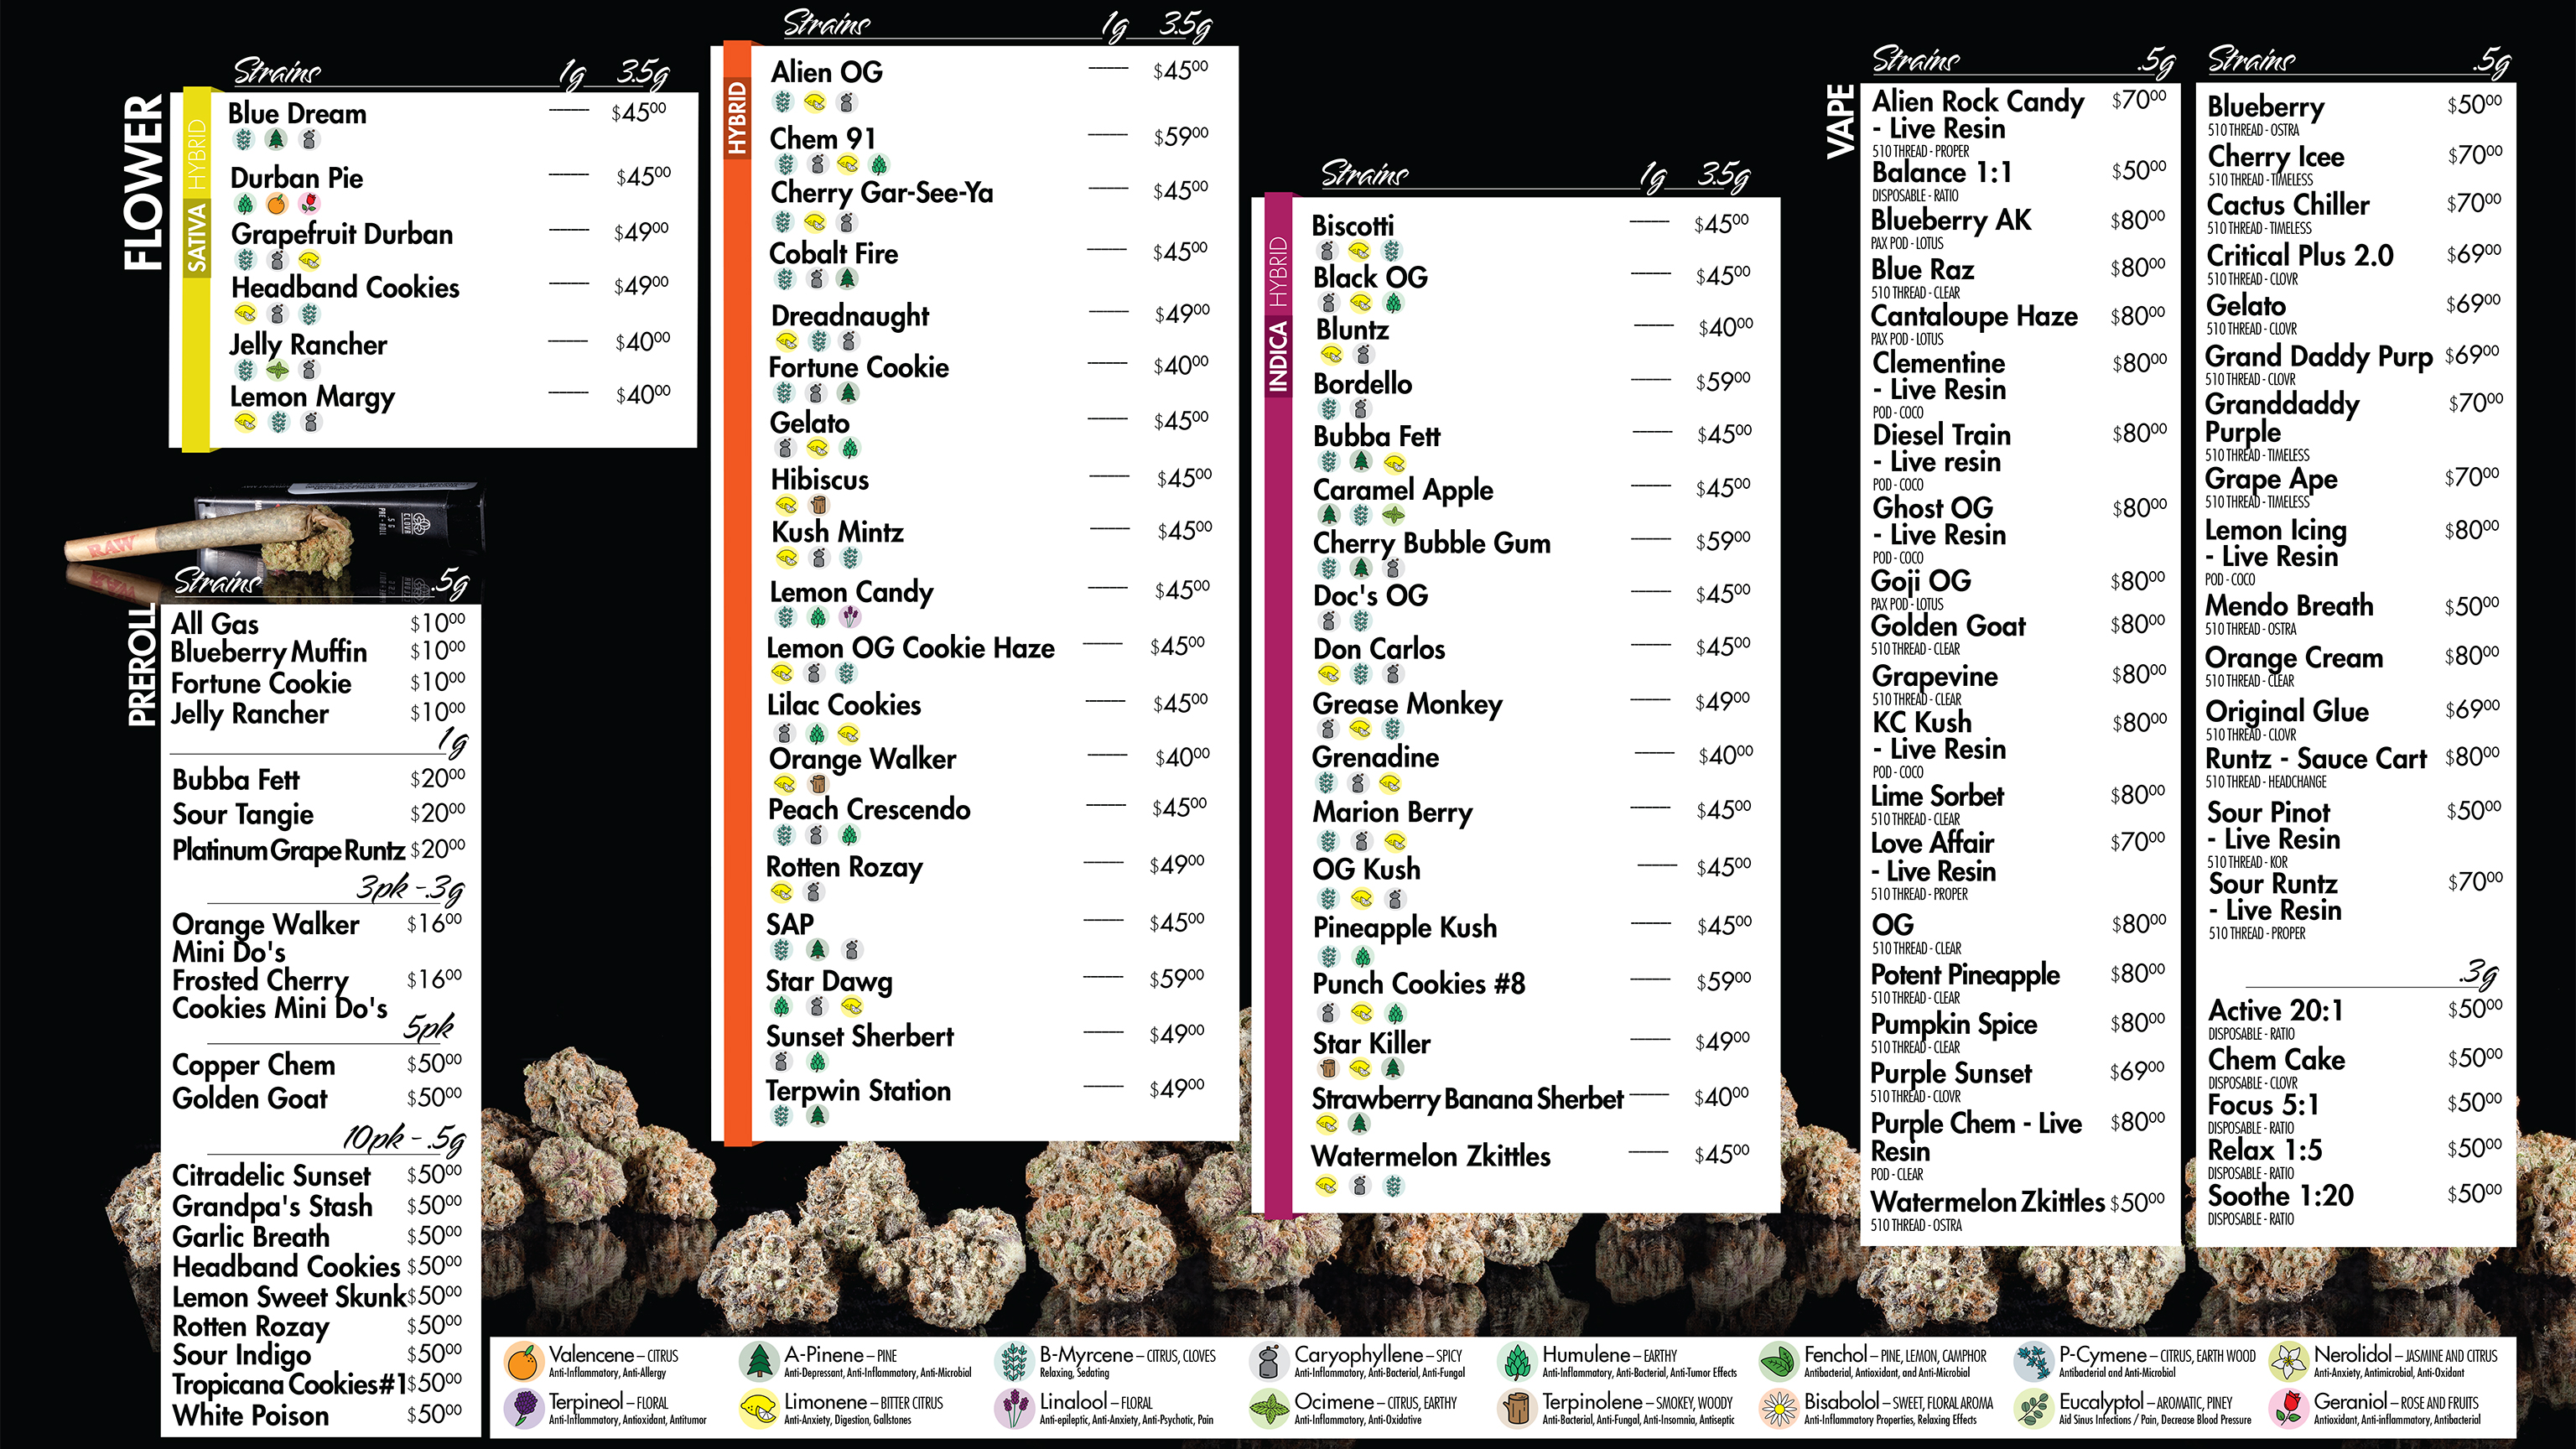 FLOWER
SATIVA HYBRID
Strains 1g 3.5g
Blue Dream —— $45⁰⁰
Durban Pie —— $45⁰⁰
Grapefruit Durban —— $49⁰⁰
Headband Cookies —— $49⁰⁰
Jelly Rancher —— $40⁰⁰
Lemon Margy —— $40⁰⁰
RAW
PREROLL
Strains .5g
All Gas $10⁰⁰
Blueberry Muffin $10⁰⁰
Fortune Cookie $10⁰⁰
Jelly Rancher $10⁰⁰
1g
Bubba Fett $20⁰⁰
Sour Tangie $20⁰⁰
Platinum Grape Runtz $20⁰⁰
3pk - .3g
Orange Walker $16⁰⁰
Mini Do's
Frosted Cherry $16⁰⁰
Cookies Mini Do's
5pk
Copper Chem $50⁰⁰
Golden Goat $50⁰⁰
10pk - .5g
Citradelic Sunset $50⁰⁰
Grandpa's Stash $50⁰⁰
Garlic Breath $50⁰⁰
Headband Cookies $50⁰⁰
Lemon Sweet Skunk $50⁰⁰
Rotten Rozay $50⁰⁰
Sour Indigo $50⁰⁰
Tropicana Cookies#1 $50⁰⁰
White Poison $50⁰⁰
HYBRID
Strains 1g 3.5g
Alien OG —— $45⁰⁰
Chem 91 —— $59⁰⁰
Cherry Gar-See-Ya —— $45⁰⁰
Cobalt Fire —— $45⁰⁰
Dreadnaught —— $49⁰⁰
Fortune Cookie —— $40⁰⁰
Gelato —— $45⁰⁰
Hibiscus —— $45⁰⁰
Kush Mintz —— $45⁰⁰
Lemon Candy —— $45⁰⁰
Lemon OG Cookie Haze —— $45⁰⁰
Lilac Cookies —— $45⁰⁰
Orange Walker —— $40⁰⁰
Peach Crescendo —— $45⁰⁰
Rotten Rozay —— $49⁰⁰
SAP —— $45⁰⁰
Star Dawg —— $59⁰⁰
Sunset Sherbert —— $49⁰⁰
Terpwin Station —— $49⁰⁰
INDICA HYBRID
Strains 1g 3.5g
Biscotti —— $45⁰⁰
Black OG —— $45⁰⁰
Bluntz —— $40⁰⁰
Bordello —— $59⁰⁰
Bubba Fett —— $45⁰⁰
Caramel Apple —— $45⁰⁰
Cherry Bubble Gum —— $59⁰⁰
Doc's OG —— $45⁰⁰
Don Carlos —— $45⁰⁰
Grease Monkey —— $49⁰⁰
Grenadine —— $40⁰⁰
Marion Berry —— $45⁰⁰
OG Kush —— $45⁰⁰
Pineapple Kush —— $45⁰⁰
Punch Cookies #8 —— $59⁰⁰
Star Killer —— $49⁰⁰
Strawberry Banana Sherbet —— $40⁰⁰
Watermelon Zkittles —— $45⁰⁰
VAPE
Strains .5g
Alien Rock Candy $70⁰⁰
- Live Resin
510 THREAD - PROPER
Balance 1:1 $50⁰⁰
DISPOSABLE - RATIO
Blueberry AK $80⁰⁰
PAX POD - LOTUS
Blue Raz $80⁰⁰
510 THREAD - CLEAR
Cantaloupe Haze $80⁰⁰
PAX POD - LOTUS
Clementine $80⁰⁰
- Live Resin
POD - COCO
Diesel Train $80⁰⁰
- Live resin
POD - COCO
Ghost OG $80⁰⁰
- Live Resin
POD - COCO
Goji OG $80⁰⁰
PAX POD - LOTUS
Golden Goat $80⁰⁰
510 THREAD - CLEAR
Grapevine $80⁰⁰
510 THREAD - CLEAR
KC Kush $80⁰⁰
- Live Resin
POD - COCO
Lime Sorbet $80⁰⁰
510 THREAD - CLEAR
Love Affair $70⁰⁰
- Live Resin
510 THREAD - PROPER
OG $80⁰⁰
510 THREAD - CLEAR
Potent Pineapple $80⁰⁰
510 THREAD - CLEAR
Pumpkin Spice $80⁰⁰
510 THREAD - CLEAR
Purple Sunset $69⁰⁰
510 THREAD - CLOVR
Purple Chem - Live $80⁰⁰
Resin
POD - CLEAR
Watermelon Zkittles $50⁰⁰
510 THREAD - OSTRA
Strains .5g
Blueberry $50⁰⁰
510 THREAD - OSTRA
Cherry Icee $70⁰⁰
510 THREAD - TIMELESS
Cactus Chiller $70⁰⁰
510 THREAD - TIMELESS
Critical Plus 2.0 $69⁰⁰
510 THREAD - CLOVR
Gelato $69⁰⁰
510 THREAD - CLOVR
Grand Daddy Purp $69⁰⁰
510 THREAD - CLOVR
Granddaddy $70⁰⁰
Purple
510 THREAD - TIMELESS
Grape Ape $70⁰⁰
510 THREAD - TIMELESS
Lemon Icing $80⁰⁰
- Live Resin
POD - COCO
Mendo Breath $50⁰⁰
510 THREAD - OSTRA
Orange Cream $80⁰⁰
510 THREAD - CLEAR
Original Glue $69⁰⁰
510 THREAD - CLOVR
Runtz - Sauce Cart $80⁰⁰
510 THREAD - HEADCHANGE
Sour Pinot $50⁰⁰
- Live Resin
510 THREAD - KOR
Sour Runtz $70⁰⁰
- Live Resin
510 THREAD - PROPER
.3g
Active 20:1 $50⁰⁰
DISPOSABLE - RATIO
Chem Cake $50⁰⁰
DISPOSABLE - CLOVR
Focus 5:1 $50⁰⁰
DISPOSABLE - RATIO
Relax 1:5 $50⁰⁰
DISPOSABLE - RATIO
Soothe 1:20 $50⁰⁰
DISPOSABLE - RATIO
Valencene – CITRUS
Anti-Inflammatory, Anti-Allergy
A-Pinene – PINE
Anti-Depressant, Anti-Inflammatory, Anti-Microbial
B-Myrcene – CITRUS, CLOVES
Relaxing, Sedating
Caryophyllene – SPICY
Anti-Inflammatory, Anti-Bacterial, Anti-Fungal
Humulene – EARTHY
Anti-Inflammatory, Anti-Bacterial, Anti-Tumor Effects
Fenchol – PINE, LEMON, CAMPHOR
Antibacterial, Antioxidant, and Anti-Microbial
P-Cymene – CITRUS, EARTH WOOD
Antibacterial and Anti-Microbial
Nerolidol – JASMINE AND CITRUS
Anti-Anxiety, Antimicrobial, Anti-Oxidant
Terpineol – FLORAL
Anti-Inflammatory, Antioxidant, Antitumor
Limonene – BITTER CITRUS
Anti-Anxiety, Digestion, Gallstones
Linalool – FLORAL
Anti-epileptic, Anti-Anxiety, Anti-Psychotic, Pain
Ocimene – CITRUS, EARTHY
Anti-Inflammatory, Anti-Oxidative
Terpinolene – SMOKEY, WOODY
Anti-Bacterial, Anti-Fungal, Anti-Insomnia, Antiseptic
Bisabolol – SWEET, FLORAL AROMA
Anti-Inflammatory Properties, Relaxing Effects
Eucalyptol – AROMATIC, PINEY
Aid Sinus Infections / Pain, Decrease Blood Pressure
Geraniol – ROSE AND FRUITS
Antioxidant, Anti-inflammatory, Antibacterial